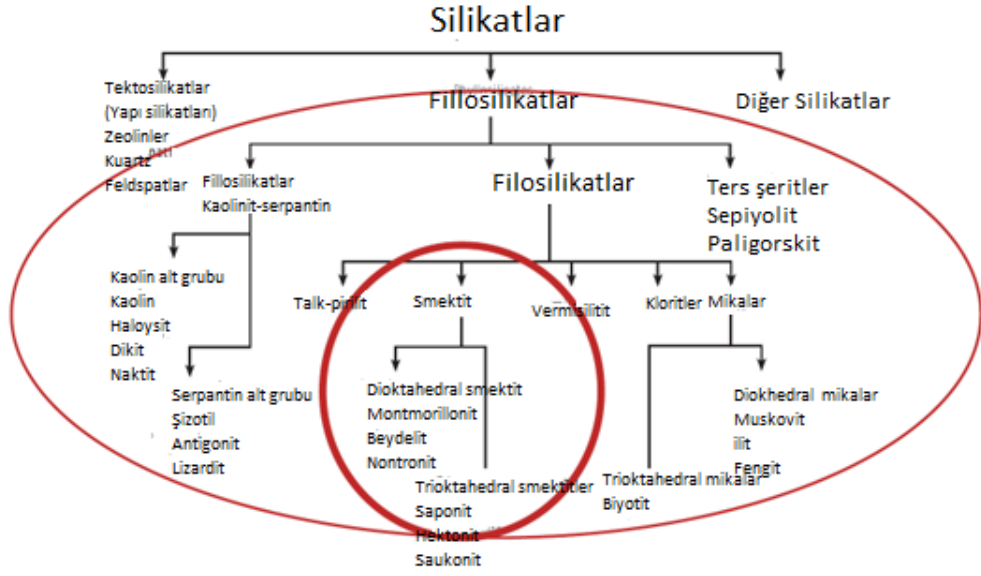 Silikatlar
Tektosilikatlar
(Yapı silikatları)
Zeolinler
Kuartz
Feldspatlar
Fillosilikatlar
Diğer Silikatlar
Fillosilikatlar
Kaolinit-serpantin
Filosilikatlar
Ters şeritler
Sepiyolit
Paligorskit
Kaolin alt grubu
Kaolin
Haloysit
Dikit
Naktit
Serpantin alt grubu
Şizotil
Antigonit
Lizardit
Talk-pirilit
Smektit
Vermisilitit
Kloritler
Mikalar
Dioktahedral smektit
Montmorillonit
Beydelit
Nontronit
Trioktahedral smektitler
Saponit
Hektonit
Saukonit
Trioktahedral mikalar
Biyotit
Diokhedral mikalar
Muskovit
ilit
Fengit